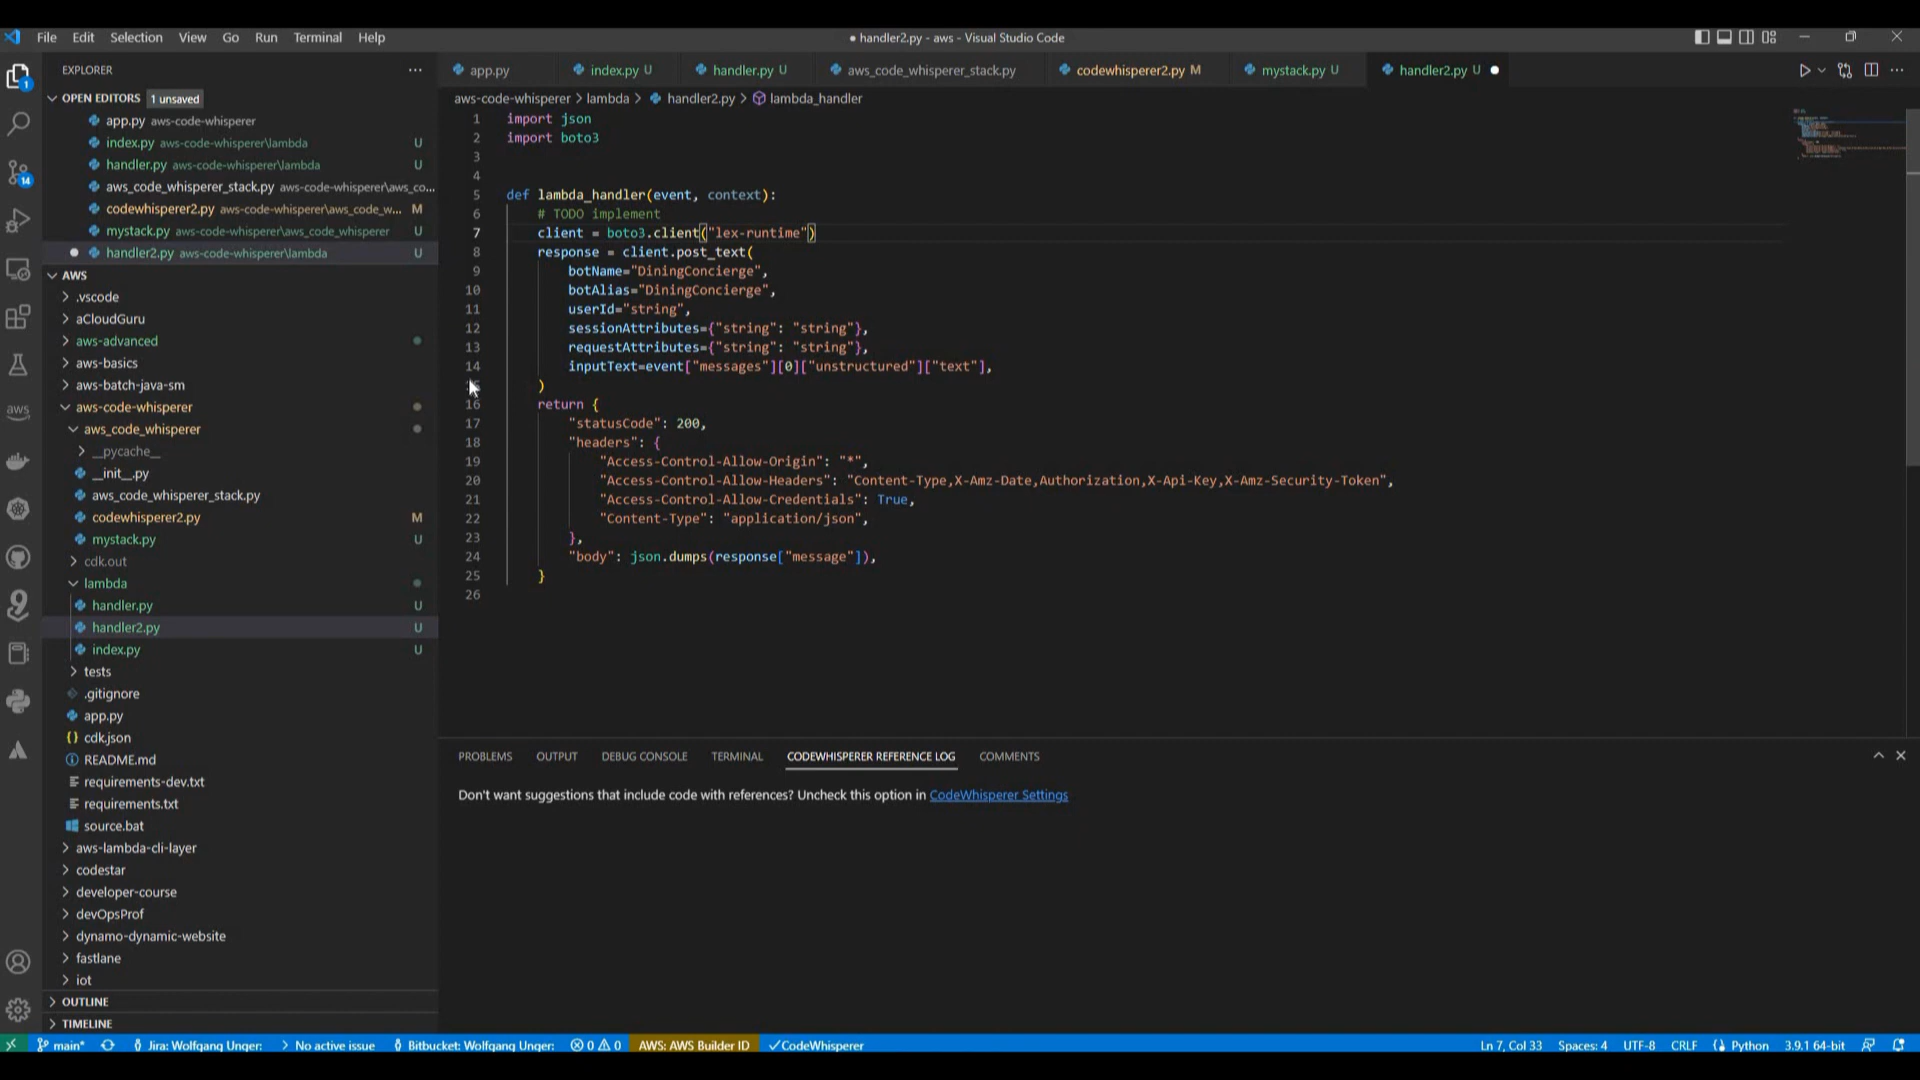 File Edit Selection View Go Run Terminal Help
● handler2.py - aws - Visual Studio Code
EXPLORER
OPEN EDITORS 1 unsaved
app.py aws-code-whisperer
index.py aws-code-whisperer\lambda U
handler.py aws-code-whisperer\lambda U
aws_code_whisperer_stack.py aws-code-whisperer\aws_co...
codewhisperer2.py aws-code-whisperer\aws_code_w... M
mystack.py aws-code-whisperer\aws_code_whisperer U
handler2.py aws-code-whisperer\lambda U
AWS
.vscode
aCloudGuru
aws-advanced
aws-basics
aws-batch-java-sm
aws-code-whisperer
aws_code_whisperer
__pycache__
__init__.py
aws_code_whisperer_stack.py
codewhisperer2.py M
mystack.py U
cdk.out
lambda
handler.py U
handler2.py U
index.py U
tests
.gitignore
app.py
cdk.json
README.md
requirements-dev.txt
requirements.txt
source.bat
aws-lambda-cli-layer
codestar
developer-course
devOpsProf
dynamo-dynamic-website
fastlane
iot
OUTLINE
TIMELINE
1
14
aws
app.py index.py U handler.py U aws_code_whisperer_stack.py codewhisperer2.py M mystack.py U handler2.py U
aws-code-whisperer > lambda > handler2.py > lambda_handler
1 import json
2 import boto3
3
4
5 def lambda_handler(event, context):
6 # TODO implement
7 client = boto3.client("lex-runtime")
8 response = client.post_text(
9 botName="DiningConcierge",
10 botAlias="DiningConcierge",
11 userId="string",
12 sessionAttributes={"string": "string"},
13 requestAttributes={"string": "string"},
14 inputText=event["messages"][0]["unstructured"]["text"],
)
16 return {
17 "statusCode": 200,
18 "headers": {
19 "Access-Control-Allow-Origin": "*",
20 "Access-Control-Allow-Headers": "Content-Type,X-Amz-Date,Authorization,X-Api-Key,X-Amz-Security-Token",
21 "Access-Control-Allow-Credentials": True,
22 "Content-Type": "application/json",
23 },
24 "body": json.dumps(response["message"]),
25 }
26
PROBLEMS OUTPUT DEBUG CONSOLE TERMINAL CODEWHISPERER REFERENCE LOG COMMENTS
Don't want suggestions that include code with references? Uncheck this option in CodeWhisperer Settings
main* Jira: Wolfgang Unger: No active issue Bitbucket: Wolfgang Unger: 0 0 AWS: AWS Builder ID CodeWhisperer Ln 7, Col 33 Spaces: 4 UTF-8 CRLF Python 3.9.1 64-bit